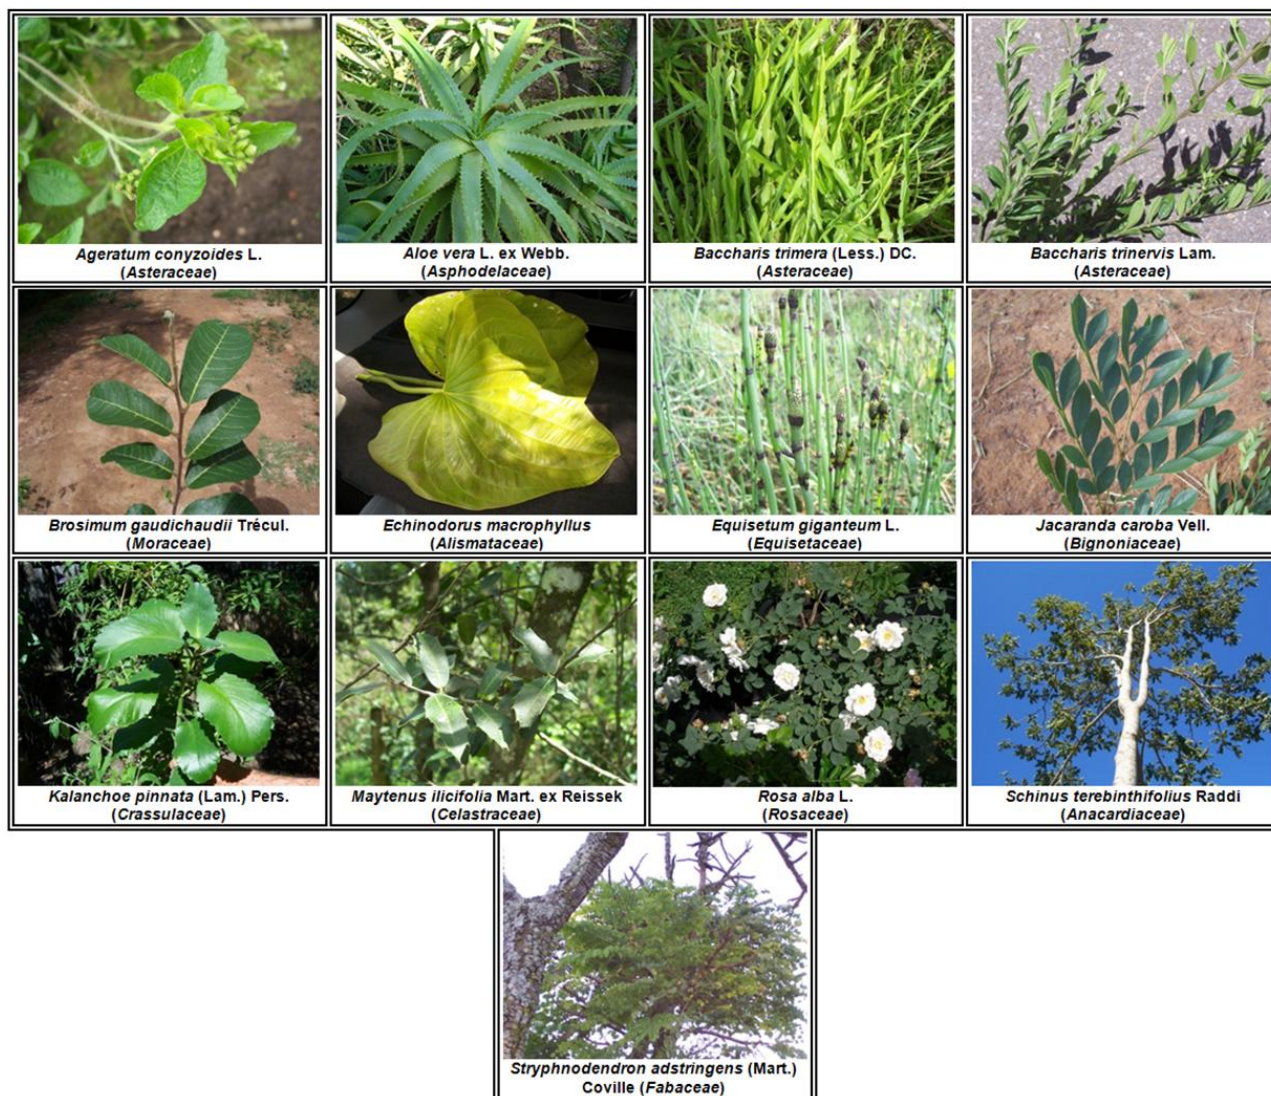 Ageratum conyzoides L.
(Asteraceae)
Aloe vera L. ex Webb.
(Asphodelaceae)
Baccharis trimera (Less.) DC.
(Asteraceae)
Baccharis trinervis Lam.
(Asteraceae)
Brosimum gaudichaudii Trécul.
(Moraceae)
Echinodorus macrophyllus
(Alismataceae)
Equisetum giganteum L.
(Equisetaceae)
Jacaranda caroba Vell.
(Bignoniaceae)
Kalanchoe pinnata (Lam.) Pers.
(Crassulaceae)
Maytenus ilicifolia Mart. ex Reissek
(Celastraceae)
Rosa alba L.
(Rosaceae)
Schinus terebinthifolius Raddi
(Anacardiaceae)
Stryphnodendron adstringens (Mart.)
Coville (Fabaceae)